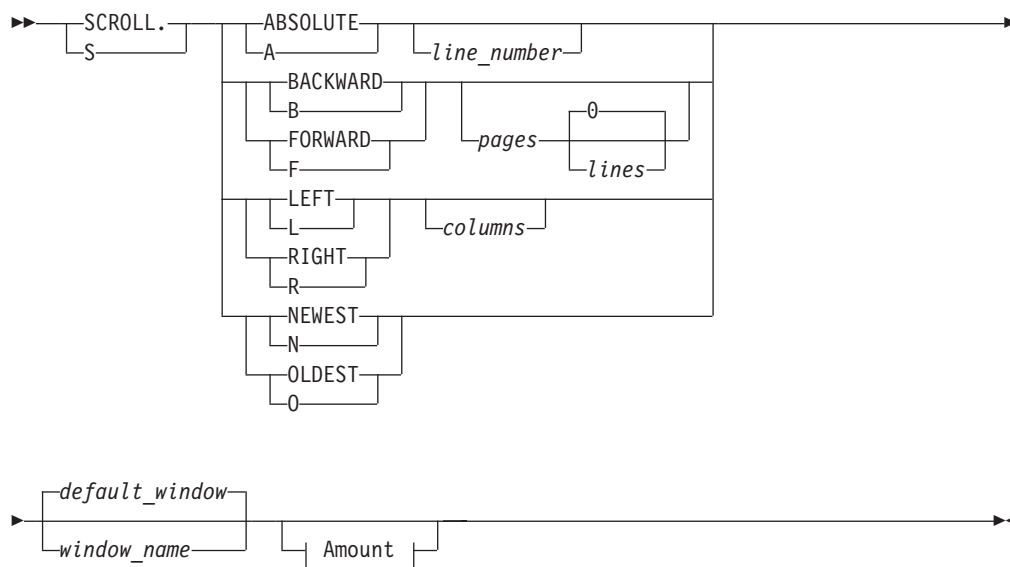 SCROLL.
S
ABSOLUTE
A
line_number
BACKWARD
B
FORWARD
F
pages
0
lines
LEFT
L
RIGHT
R
columns
NEWEST
N
OLDEST
O
default_window
window_name
Amount